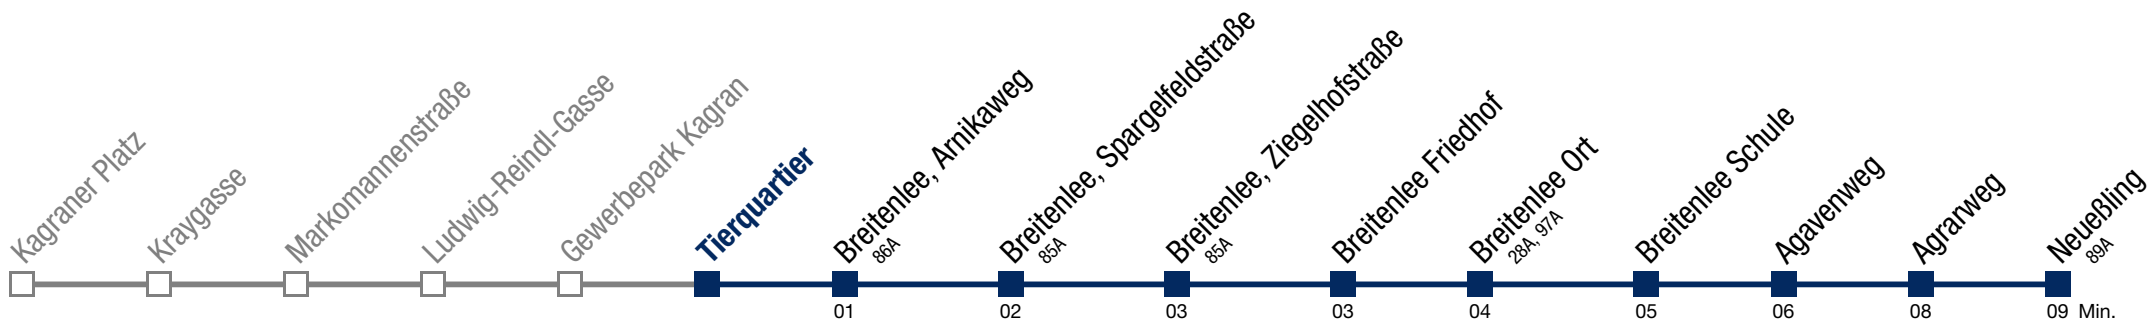 Kagraner Platz
Kraygasse
Markomannenstraße
Ludwig-Reindl-Gasse
Gewerbepark Kagran
Tierquartier
Breitenlee, Arnikaweg
86A
Breitenlee, Spargelfeldstraße
85A
Breitenlee, Ziegelhofstraße
85A
Breitenlee Friedhof
Breitenlee Ort
28A, 97A
Breitenlee Schule
Agavenweg
Agrarweg
Neueßling
89A
01 02 03 03 04 05 06 08 09 Min.